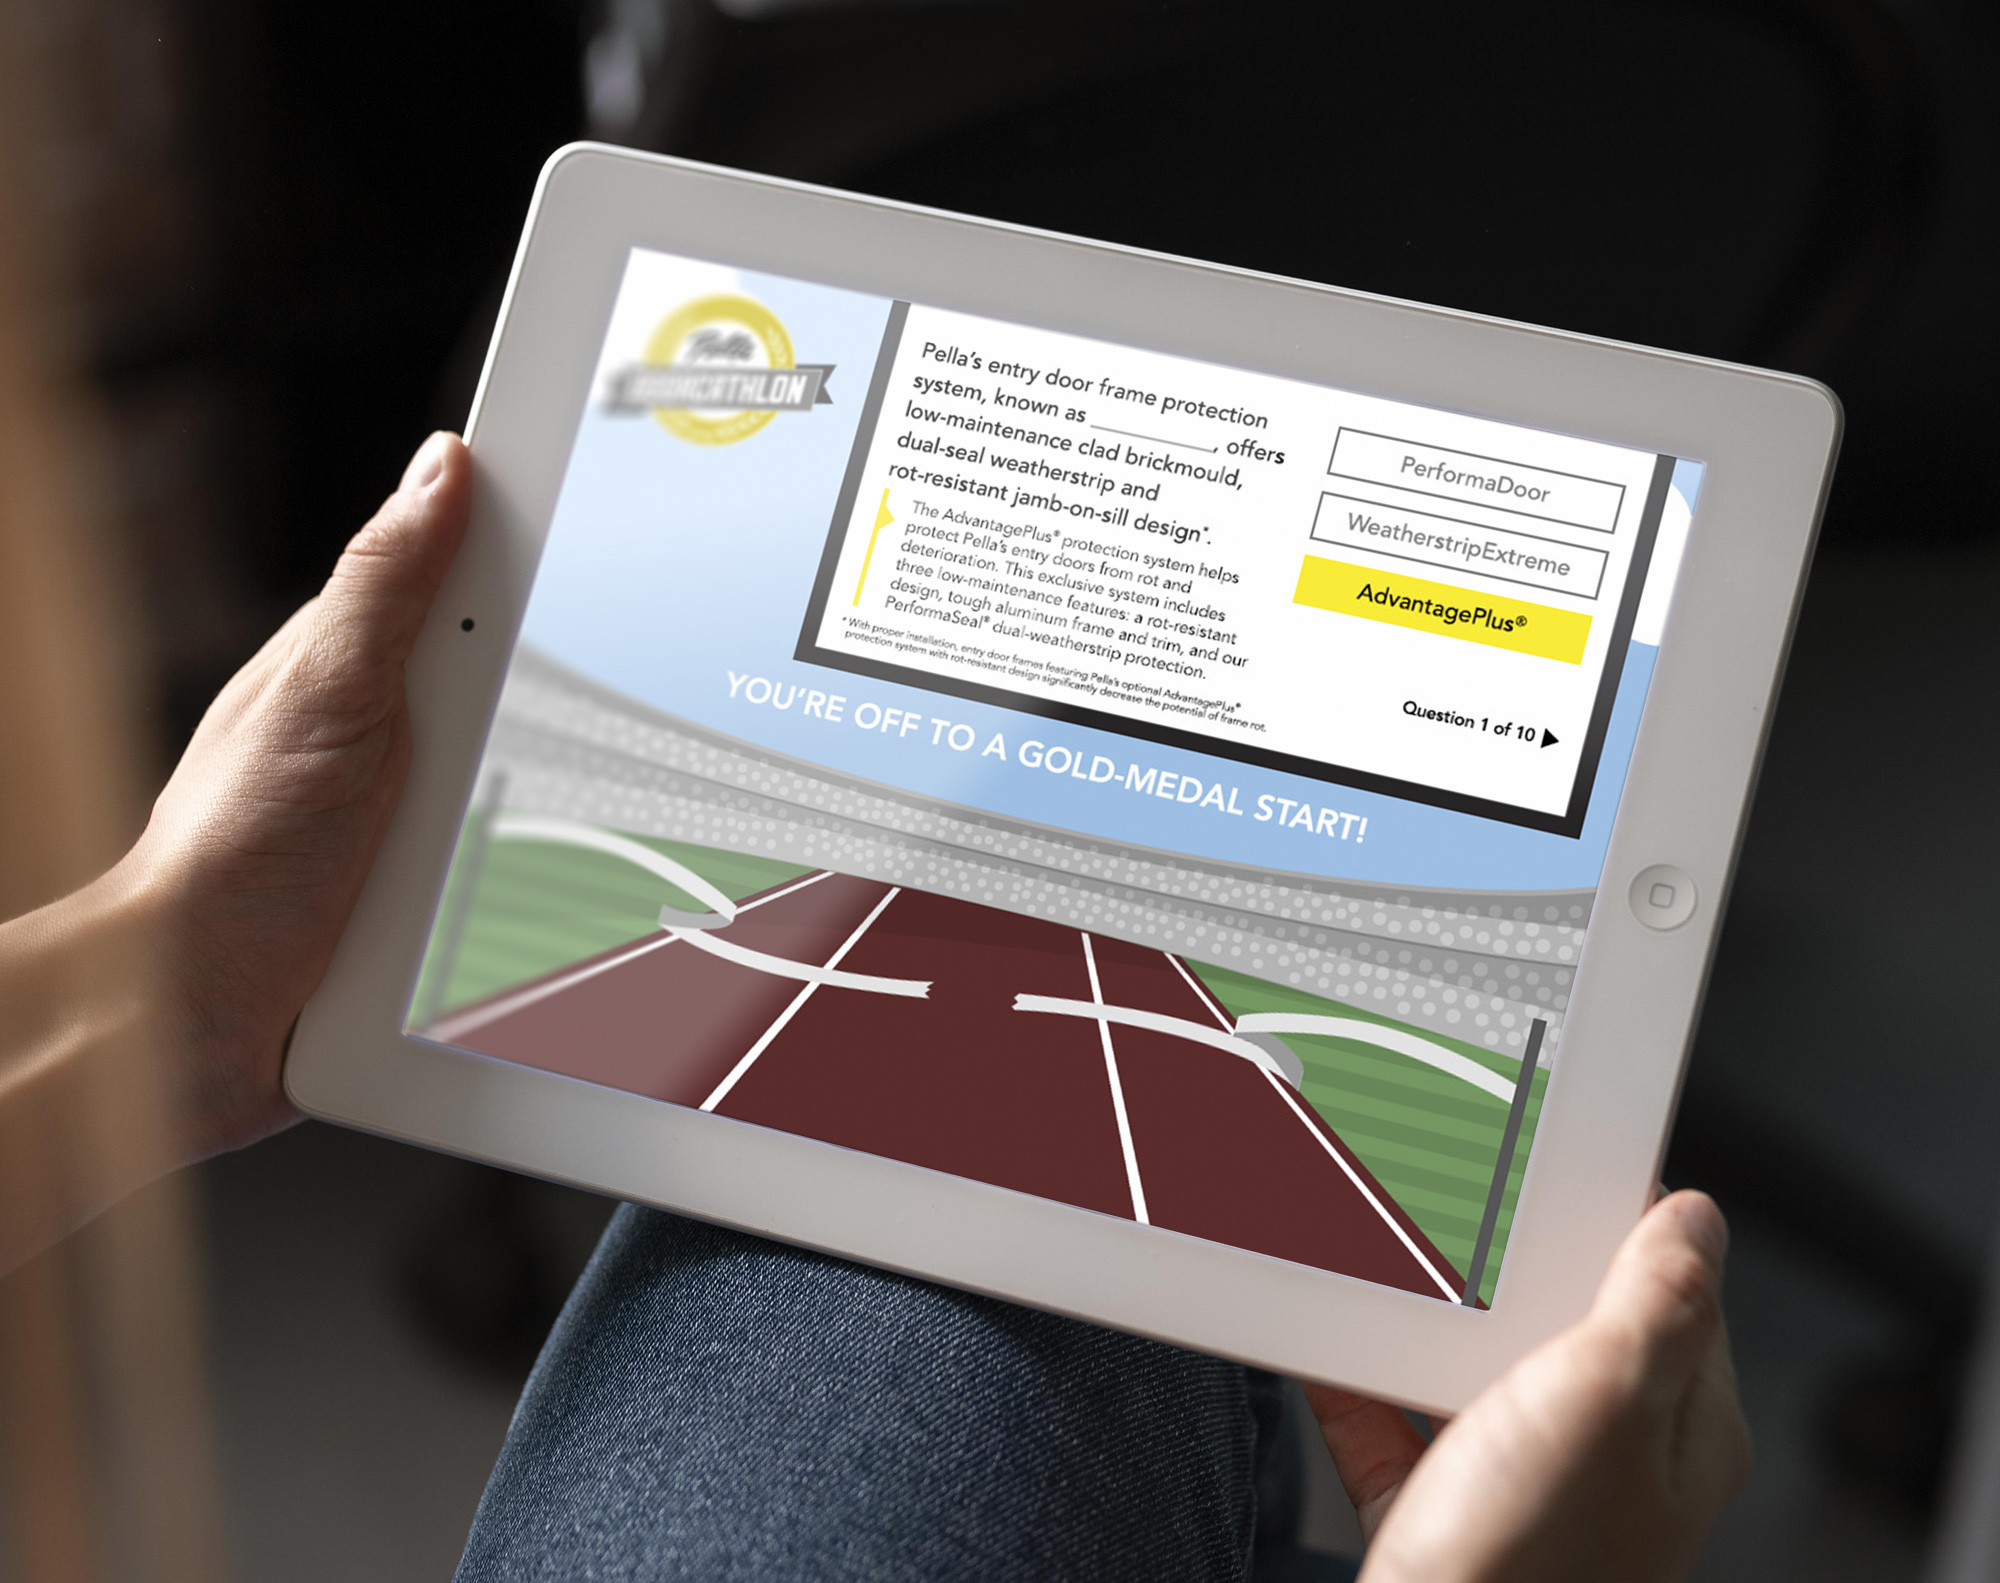 Pella
Pella's entry door frame protection
system, known as __________, offers
low-maintenance clad brickmould,
dual-seal weatherstrip and
rot-resistant jamb-on-sill design*.
The AdvantagePlus® protection system helps
protect Pella's entry doors from rot and
deterioration. This exclusive system includes
three low-maintenance features: a rot-resistant
design, tough aluminum frame and trim, and our
PerformaSeal® dual-weatherstrip protection.
* With proper installation, entry door frames featuring Pella's optional AdvantagePlus®
protection system with rot-resistant design significantly decrease the potential of frame rot.
PerformaDoor
WeatherstripExtreme
AdvantagePlus®
Question 1 of 10
YOU'RE OFF TO A GOLD-MEDAL START!